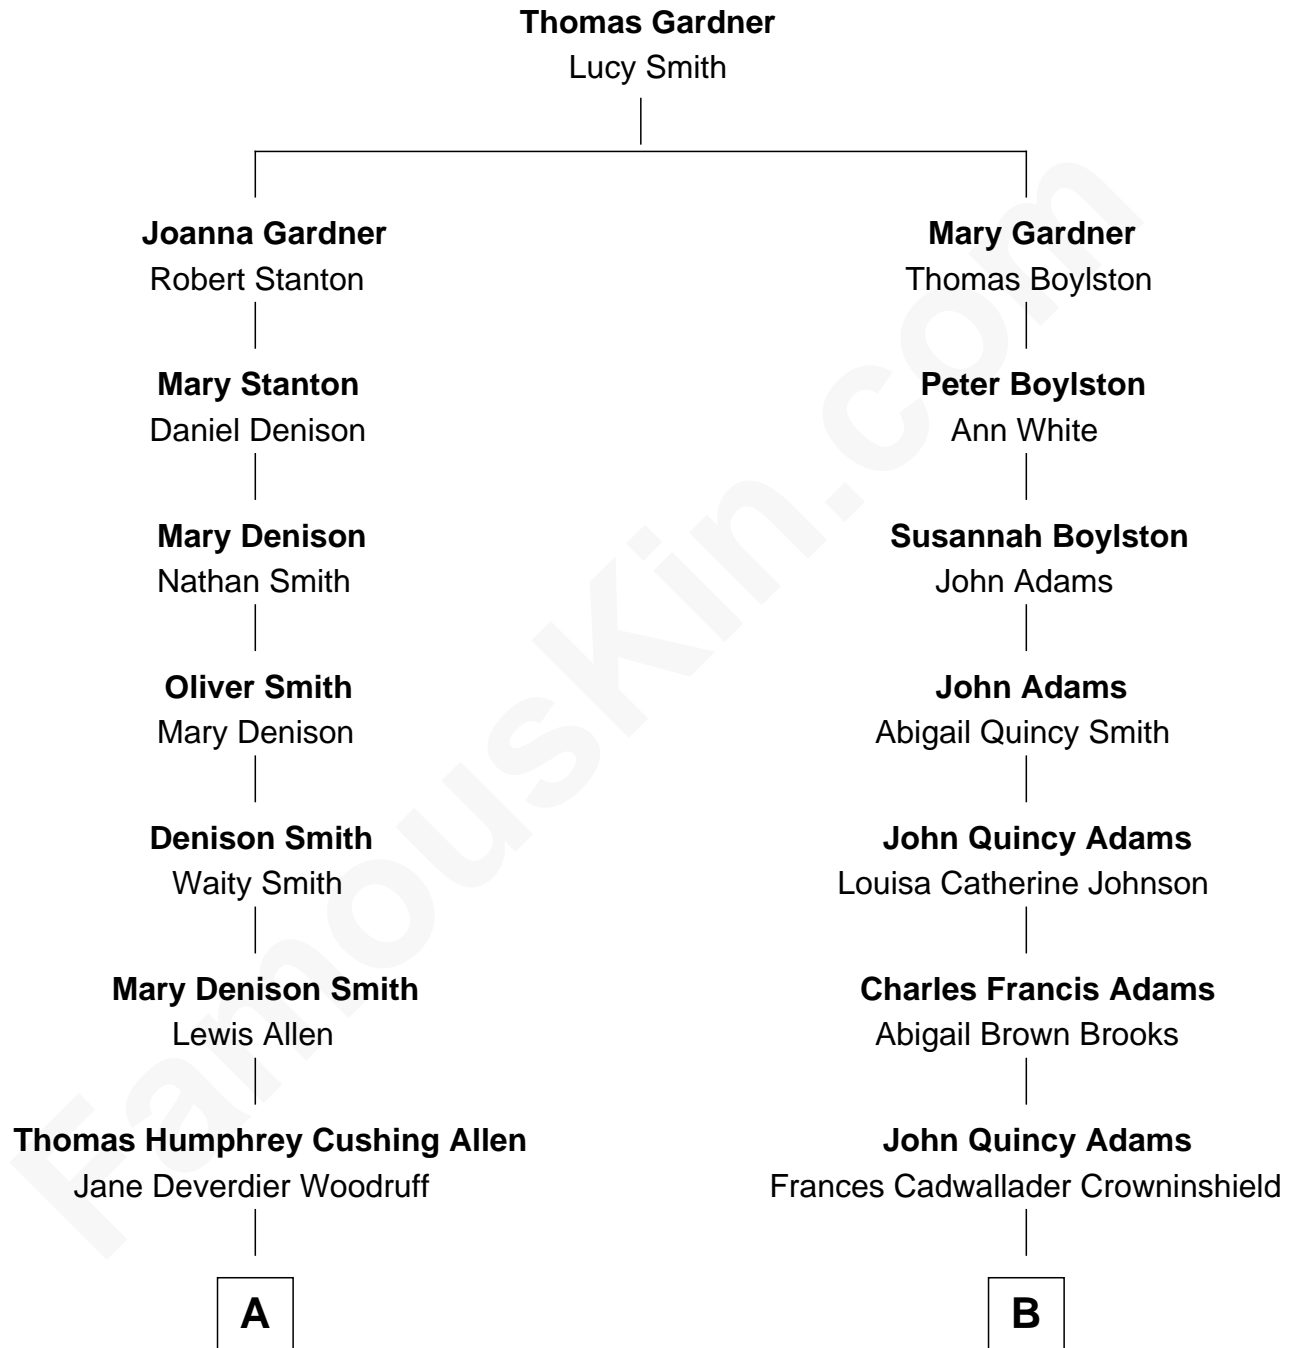 Thomas Gardner
Lucy Smith
Joanna Gardner
Robert Stanton
Mary Stanton
Daniel Denison
Mary Denison
Nathan Smith
Oliver Smith
Mary Denison
Denison Smith
Waity Smith
Mary Denison Smith
Lewis Allen
Thomas Humphrey Cushing Allen
Jane Deverdier Woodruff
A
Mary Gardner
Thomas Boylston
Peter Boylston
Ann White
Susannah Boylston
John Adams
John Adams
Abigail Quincy Smith
John Quincy Adams
Louisa Catherine Johnson
Charles Francis Adams
Abigail Brown Brooks
John Quincy Adams
Frances Cadwallader Crowninshield
B
FamousKin.com